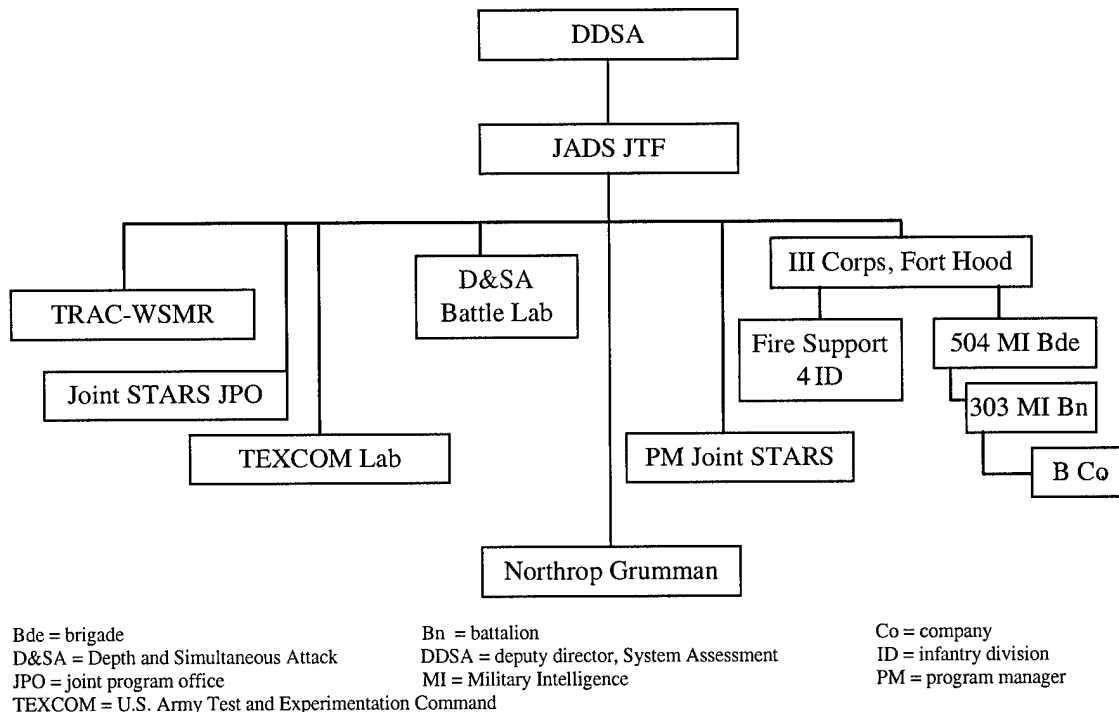 DDSA
JADS JTF
III Corps, Fort Hood
TRAC-WSMR
D&SA
Battle Lab
Fire Support
4 ID
504 MI Bde
Joint STARS JPO
303 MI Bn
TEXCOM Lab
PM Joint STARS
B Co
Northrop Grumman
Bde = brigade
Bn = battalion
Co = company
D&SA = Depth and Simultaneous Attack
DDSA = deputy director, System Assessment
ID = infantry division
JPO = joint program office
MI = Military Intelligence
PM = program manager
TEXCOM = U.S. Army Test and Experimentation Command